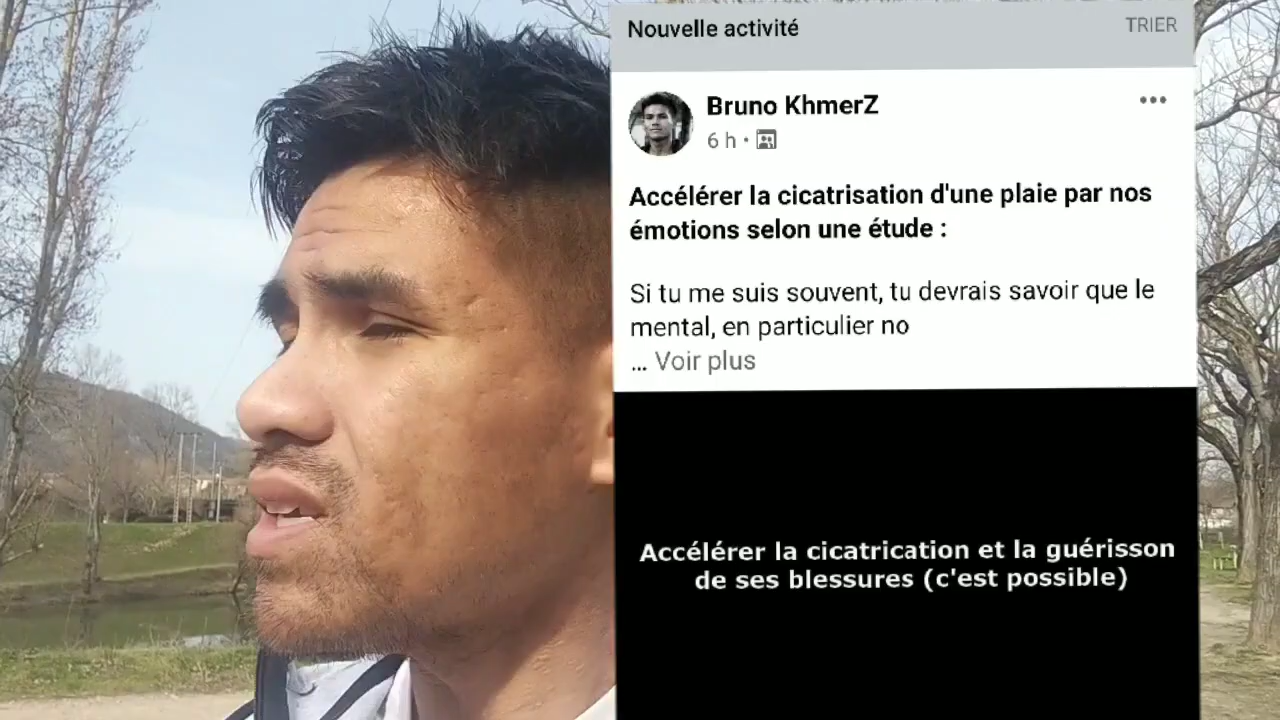 Nouvelle activité
TRIER
Bruno KhmerZ
6 h
Accélérer la cicatrisation d'une plaie par nos
émotions selon une étude :
Si tu me suis souvent, tu devrais savoir que le
mental, en particulier no
... Voir plus
Accélérer la cicatrication et la guérisson
de ses blessures (c'est possible)